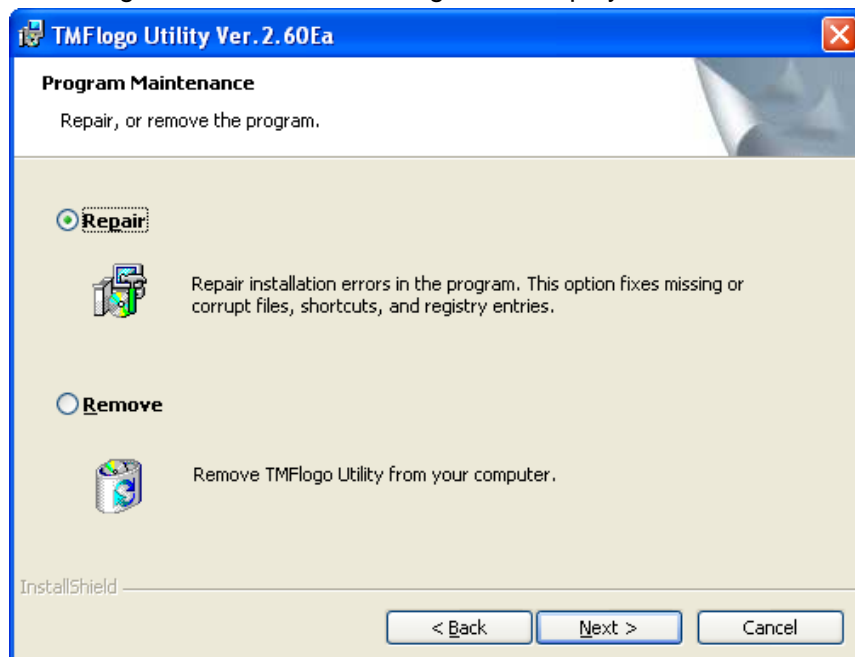 TMFlogo Utility Ver.2.60Ea
Program Maintenance
Repair, or remove the program.
Repair
Repair installation errors in the program. This option fixes missing or
corrupt files, shortcuts, and registry entries.
Remove
Remove TMFlogo Utility from your computer.
InstallShield
< Back
Next >
Cancel